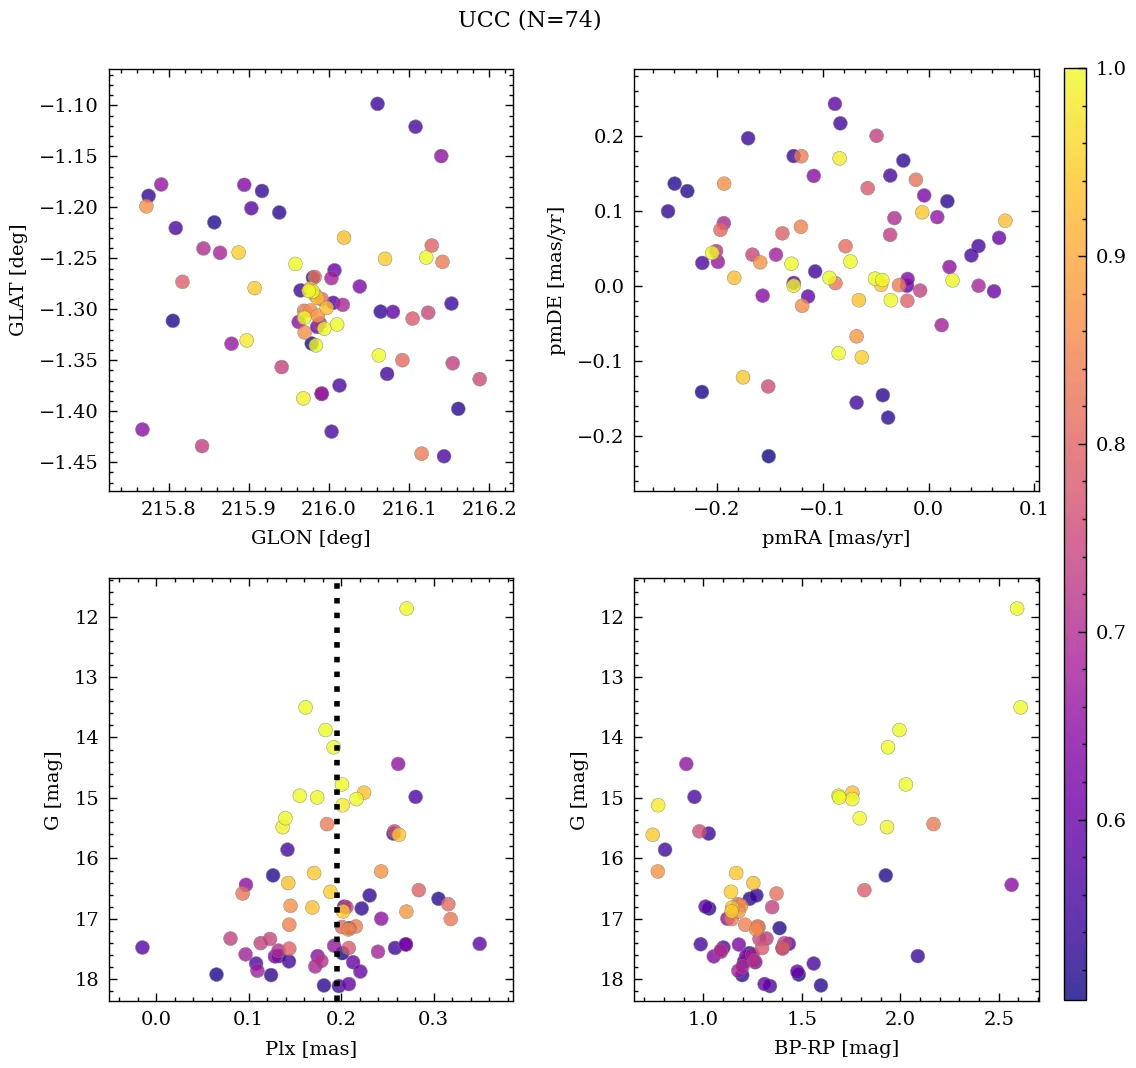 UCC (N=74)
−1.10
−1.15
−1.20
−1.25
−1.30
−1.35
−1.40
−1.45
GLAT [deg]
215.8 215.9 216.0 216.1 216.2
GLON [deg]
0.2
0.1
0.0
−0.1
−0.2
pmDE [mas/yr]
−0.2 −0.1 0.0 0.1
pmRA [mas/yr]
12
13
14
15
16
17
18
G [mag]
0.0 0.1 0.2 0.3
Plx [mas]
12
13
14
15
16
17
18
G [mag]
1.0 1.5 2.0 2.5
BP-RP [mag]
1.0
0.9
0.8
0.7
0.6